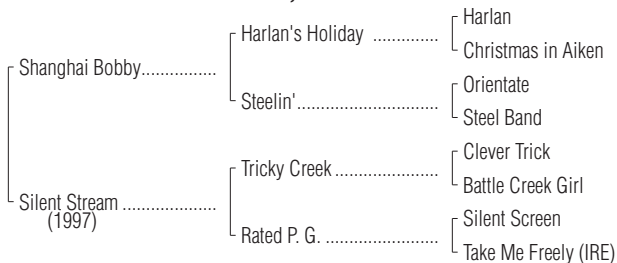 Harlan
Harlan's Holiday ..............
Christmas in Aiken
Shanghai Bobby................
Orientate
Steelin'..............................
Steel Band
Clever Trick
Tricky Creek ......................
Battle Creek Girl
Silent Stream ....................
(1997)
Silent Screen
Rated P. G. ........................
Take Me Freely (IRE)